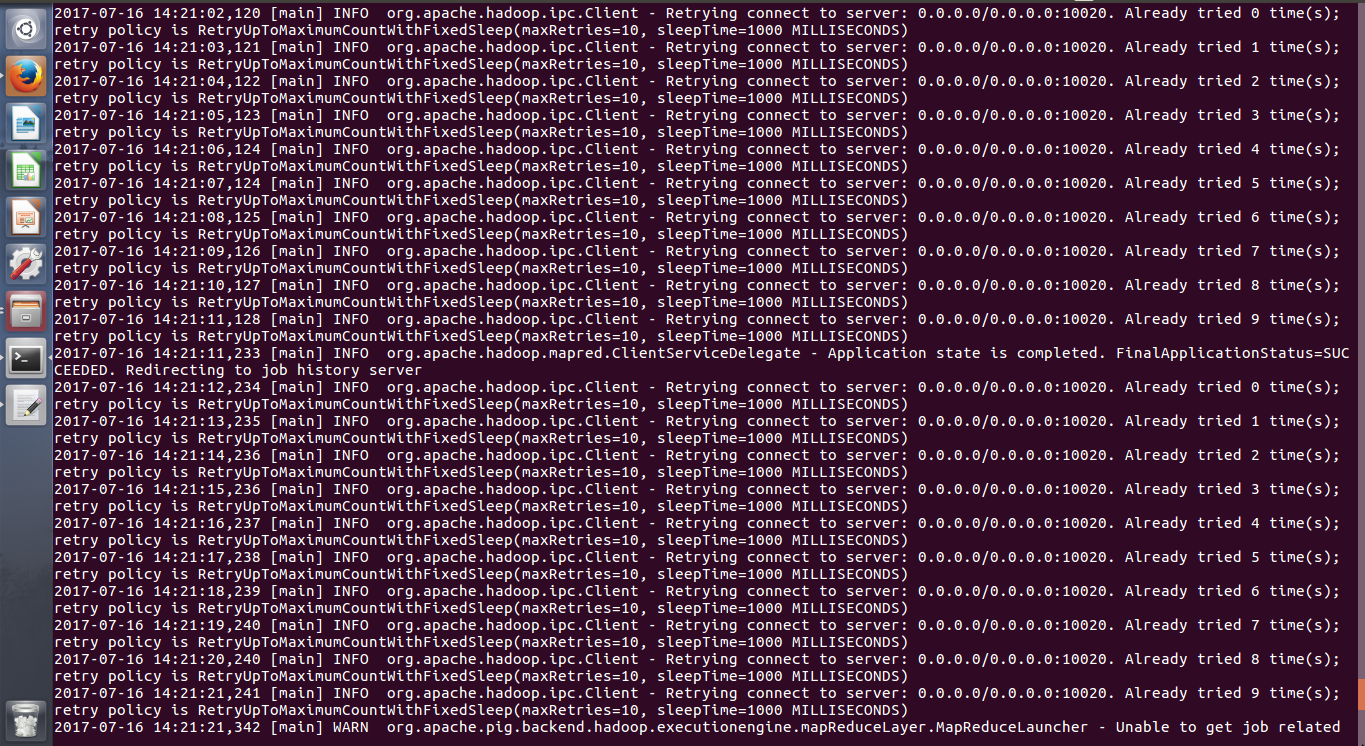 2017-07-16 14:21:02,120 [main] INFO  org.apache.hadoop.ipc.Client - Retrying connect to server: 0.0.0.0/0.0.0.0:10020. Already tried 0 time(s);
retry policy is RetryUpToMaximumCountWithFixedSleep(maxRetries=10, sleepTime=1000 MILLISECONDS)
2017-07-16 14:21:03,121 [main] INFO  org.apache.hadoop.ipc.Client - Retrying connect to server: 0.0.0.0/0.0.0.0:10020. Already tried 1 time(s);
retry policy is RetryUpToMaximumCountWithFixedSleep(maxRetries=10, sleepTime=1000 MILLISECONDS)
2017-07-16 14:21:04,122 [main] INFO  org.apache.hadoop.ipc.Client - Retrying connect to server: 0.0.0.0/0.0.0.0:10020. Already tried 2 time(s);
retry policy is RetryUpToMaximumCountWithFixedSleep(maxRetries=10, sleepTime=1000 MILLISECONDS)
2017-07-16 14:21:05,123 [main] INFO  org.apache.hadoop.ipc.Client - Retrying connect to server: 0.0.0.0/0.0.0.0:10020. Already tried 3 time(s);
retry policy is RetryUpToMaximumCountWithFixedSleep(maxRetries=10, sleepTime=1000 MILLISECONDS)
2017-07-16 14:21:06,124 [main] INFO  org.apache.hadoop.ipc.Client - Retrying connect to server: 0.0.0.0/0.0.0.0:10020. Already tried 4 time(s);
retry policy is RetryUpToMaximumCountWithFixedSleep(maxRetries=10, sleepTime=1000 MILLISECONDS)
2017-07-16 14:21:07,124 [main] INFO  org.apache.hadoop.ipc.Client - Retrying connect to server: 0.0.0.0/0.0.0.0:10020. Already tried 5 time(s);
retry policy is RetryUpToMaximumCountWithFixedSleep(maxRetries=10, sleepTime=1000 MILLISECONDS)
2017-07-16 14:21:08,125 [main] INFO  org.apache.hadoop.ipc.Client - Retrying connect to server: 0.0.0.0/0.0.0.0:10020. Already tried 6 time(s);
retry policy is RetryUpToMaximumCountWithFixedSleep(maxRetries=10, sleepTime=1000 MILLISECONDS)
2017-07-16 14:21:09,126 [main] INFO  org.apache.hadoop.ipc.Client - Retrying connect to server: 0.0.0.0/0.0.0.0:10020. Already tried 7 time(s);
retry policy is RetryUpToMaximumCountWithFixedSleep(maxRetries=10, sleepTime=1000 MILLISECONDS)
2017-07-16 14:21:10,127 [main] INFO  org.apache.hadoop.ipc.Client - Retrying connect to server: 0.0.0.0/0.0.0.0:10020. Already tried 8 time(s);
retry policy is RetryUpToMaximumCountWithFixedSleep(maxRetries=10, sleepTime=1000 MILLISECONDS)
2017-07-16 14:21:11,128 [main] INFO  org.apache.hadoop.ipc.Client - Retrying connect to server: 0.0.0.0/0.0.0.0:10020. Already tried 9 time(s);
retry policy is RetryUpToMaximumCountWithFixedSleep(maxRetries=10, sleepTime=1000 MILLISECONDS)
2017-07-16 14:21:11,233 [main] INFO  org.apache.hadoop.mapred.ClientServiceDelegate - Application state is completed. FinalApplicationStatus=SUC
CEEDED. Redirecting to job history server
2017-07-16 14:21:12,234 [main] INFO  org.apache.hadoop.ipc.Client - Retrying connect to server: 0.0.0.0/0.0.0.0:10020. Already tried 0 time(s);
retry policy is RetryUpToMaximumCountWithFixedSleep(maxRetries=10, sleepTime=1000 MILLISECONDS)
2017-07-16 14:21:13,235 [main] INFO  org.apache.hadoop.ipc.Client - Retrying connect to server: 0.0.0.0/0.0.0.0:10020. Already tried 1 time(s);
retry policy is RetryUpToMaximumCountWithFixedSleep(maxRetries=10, sleepTime=1000 MILLISECONDS)
2017-07-16 14:21:14,236 [main] INFO  org.apache.hadoop.ipc.Client - Retrying connect to server: 0.0.0.0/0.0.0.0:10020. Already tried 2 time(s);
retry policy is RetryUpToMaximumCountWithFixedSleep(maxRetries=10, sleepTime=1000 MILLISECONDS)
2017-07-16 14:21:15,236 [main] INFO  org.apache.hadoop.ipc.Client - Retrying connect to server: 0.0.0.0/0.0.0.0:10020. Already tried 3 time(s);
retry policy is RetryUpToMaximumCountWithFixedSleep(maxRetries=10, sleepTime=1000 MILLISECONDS)
2017-07-16 14:21:16,237 [main] INFO  org.apache.hadoop.ipc.Client - Retrying connect to server: 0.0.0.0/0.0.0.0:10020. Already tried 4 time(s);
retry policy is RetryUpToMaximumCountWithFixedSleep(maxRetries=10, sleepTime=1000 MILLISECONDS)
2017-07-16 14:21:17,238 [main] INFO  org.apache.hadoop.ipc.Client - Retrying connect to server: 0.0.0.0/0.0.0.0:10020. Already tried 5 time(s);
retry policy is RetryUpToMaximumCountWithFixedSleep(maxRetries=10, sleepTime=1000 MILLISECONDS)
2017-07-16 14:21:18,239 [main] INFO  org.apache.hadoop.ipc.Client - Retrying connect to server: 0.0.0.0/0.0.0.0:10020. Already tried 6 time(s);
retry policy is RetryUpToMaximumCountWithFixedSleep(maxRetries=10, sleepTime=1000 MILLISECONDS)
2017-07-16 14:21:19,240 [main] INFO  org.apache.hadoop.ipc.Client - Retrying connect to server: 0.0.0.0/0.0.0.0:10020. Already tried 7 time(s);
retry policy is RetryUpToMaximumCountWithFixedSleep(maxRetries=10, sleepTime=1000 MILLISECONDS)
2017-07-16 14:21:20,240 [main] INFO  org.apache.hadoop.ipc.Client - Retrying connect to server: 0.0.0.0/0.0.0.0:10020. Already tried 8 time(s);
retry policy is RetryUpToMaximumCountWithFixedSleep(maxRetries=10, sleepTime=1000 MILLISECONDS)
2017-07-16 14:21:21,241 [main] INFO  org.apache.hadoop.ipc.Client - Retrying connect to server: 0.0.0.0/0.0.0.0:10020. Already tried 9 time(s);
retry policy is RetryUpToMaximumCountWithFixedSleep(maxRetries=10, sleepTime=1000 MILLISECONDS)
2017-07-16 14:21:21,342 [main] WARN  org.apache.pig.backend.hadoop.executionengine.mapReduceLayer.MapReduceLauncher - Unable to get job related